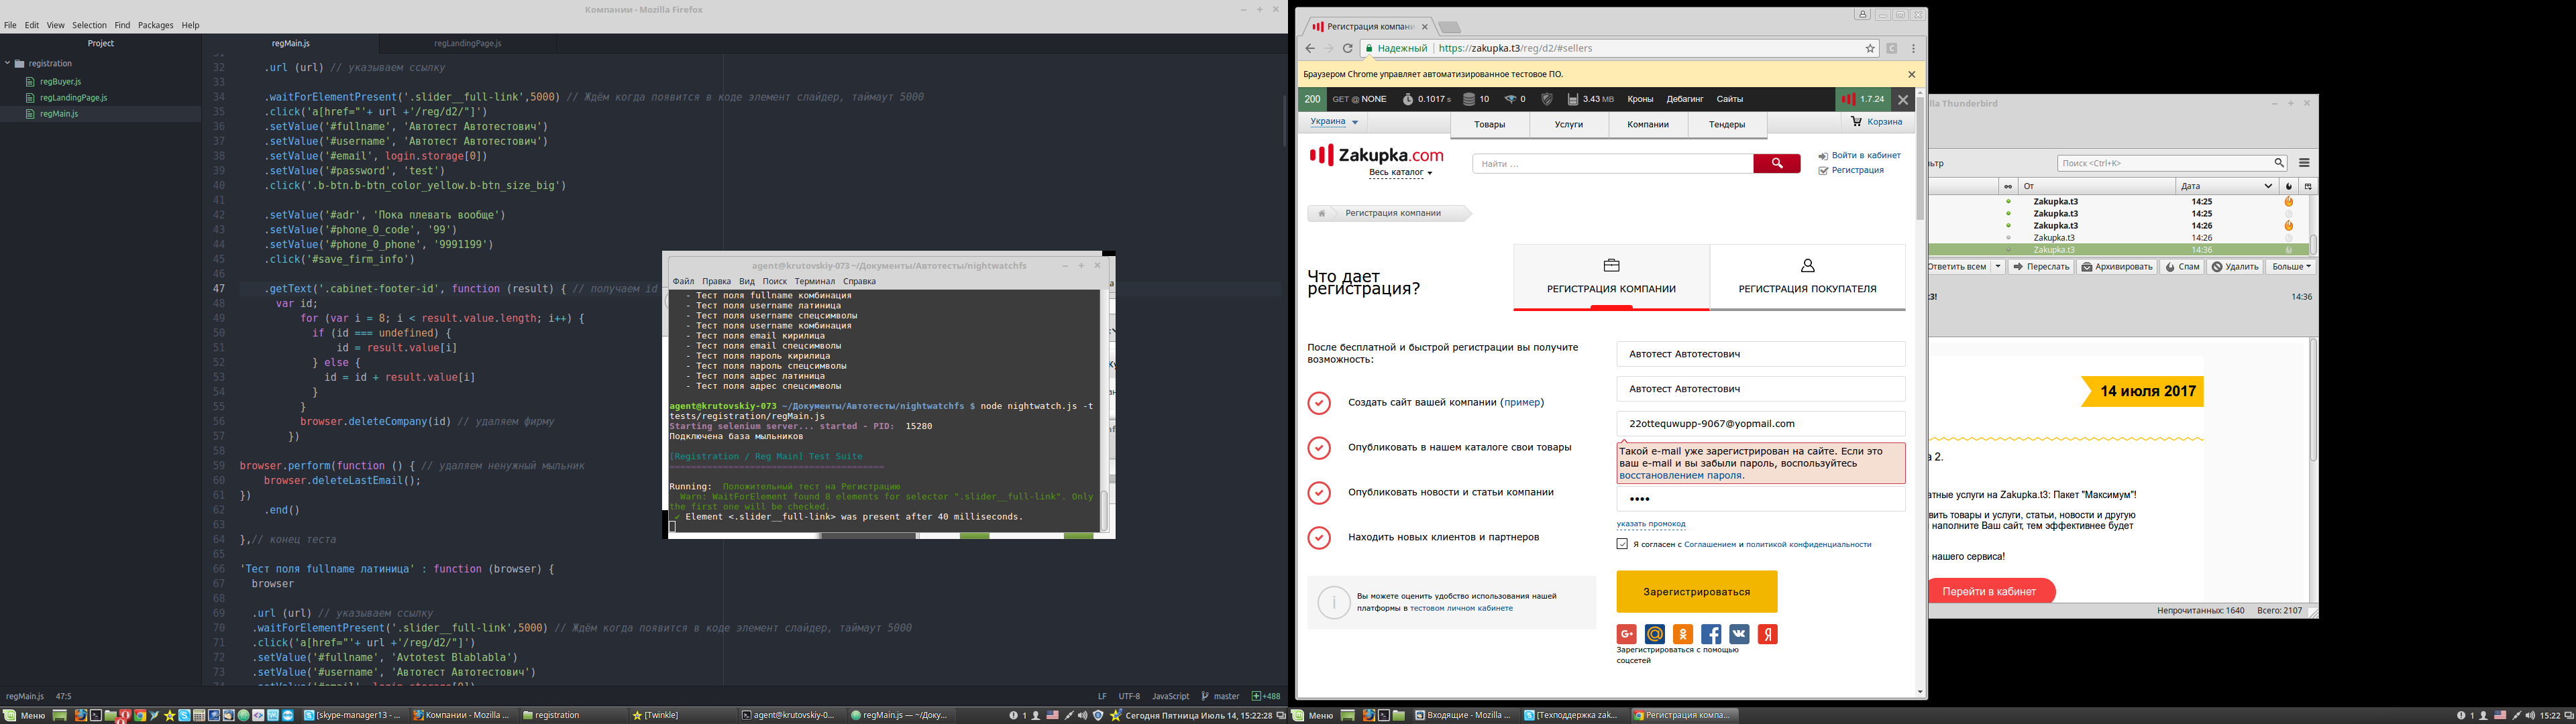 Компании - Mozilla Firefox
File Edit View Selection Find Packages Help
Project
registration
regBuyer.js
regLandingPage.js
regMain.js
regMain.js regLandingPage.js
32 .url (url) // указываем ссылку
33
34 .waitForElementPresent('.slider__full-link',5000) // Ждём когда появится в коде элемент слайдер, таймаут 5000
35 .click('a[href="'+ url +'/reg/d2/"]')
36 .setValue('#fullname', 'Автотест Автотестович')
37 .setValue('#username', 'Автотест Автотестович')
38 .setValue('#email', login.storage[0])
39 .setValue('#password', 'test')
40 .click('.b-btn.b-btn_color_yellow.b-btn_size_big')
41
42 .setValue('#adr', 'Пока плевать вообще')
43 .setValue('#phone_0_code', '99')
44 .setValue('#phone_0_phone', '9991199')
45 .click('#save_firm_info')
46
47 .getText('.cabinet-footer-id', function (result) { // получаем id
48 var id;
49 for (var i = 8; i < result.value.length; i++) {
50 if (id === undefined) {
51 id = result.value[i]
52 } else {
53 id = id + result.value[i]
54 }
55 }
56 browser.deleteCompany(id) // удаляем фирму
57 })
58
59 browser.perform(function () { // удаляем ненужный мыльник
60 browser.deleteLastEmail();
61 })
62 .end()
63
64 },// конец теста
65
66 'Тест поля fullname латиница' : function (browser) {
67 browser
68
69 .url (url) // указываем ссылку
70 .waitForElementPresent('.slider__full-link',5000) // Ждём когда появится в коде элемент слайдер, таймаут 5000
71 .click('a[href="'+ url +'/reg/d2/"]')
72 .setValue('#fullname', 'Avtotest Blablabla')
73 .setValue('#username', 'Автотест Автотестович')
regMain.js 47:5
LF UTF-8 JavaScript master +488
agent@krutovskiy-073 ~/Документы/Автотесты/nightwatchfs
Файл Правка Вид Поиск Терминал Справка
- Тест поля fullname комбинация
- Тест поля username латиница
- Тест поля username спецсимволы
- Тест поля username комбинация
- Тест поля email кирилица
- Тест поля email спецсимволы
- Тест поля пароль кирилица
- Тест поля пароль спецсимволы
- Тест поля адрес латиница
- Тест поля адрес спецсимволы
agent@krutovskiy-073 ~/Документы/Автотесты/nightwatchfs $ node nightwatch.js -t
tests/registration/regMain.js
Starting selenium server... started - PID: 15280
Подключена база мыльников
[Registration / Reg Main] Test Suite
========================================
Running: Положительный тест на Регистрацию
Warn: WaitForElement found 8 elements for selector ".slider__full-link". Only
the first one will be checked.
✔ Element <.slider__full-link> was present after 40 milliseconds.
Меню
[skype-manager13 - ...
Компании - Mozilla ...
registration
[Twinkle]
agent@krutovskiy-0...
regMain.js — ~/Доку...
1
Сегодня Пятница Июль 14, 15:22:28
Регистрация компани
Надежный https://zakupka.t3/reg/d2/#sellers
Браузером Chrome управляет автоматизированное тестовое ПО.
200 GET @ NONE 0.1017 s 10 0 3.43 MB Кроны Дебагинг Сайты 1.7.24
Украина Товары Услуги Компании Тендеры Корзина
Zakupka.com
Весь каталог
Найти ...
Войти в кабинет
Регистрация
Регистрация компании
Что дает
регистрация?
РЕГИСТРАЦИЯ КОМПАНИИ
РЕГИСТРАЦИЯ ПОКУПАТЕЛЯ
После бесплатной и быстрой регистрации вы получите
возможность:
Создать сайт вашей компании (пример)
Опубликовать в нашем каталоге свои товары
Опубликовать новости и статьи компании
Находить новых клиентов и партнеров
Вы можете оценить удобство использования нашей
платформы в тестовом личном кабинете
Автотест Автотестович
Автотест Автотестович
22ottequwupp-9067@yopmail.com
Такой e-mail уже зарегистрирован на сайте. Если это
ваш e-mail и вы забыли пароль, воспользуйтесь
восстановлением пароля.
••••
указать промокод
Я согласен с Соглашением и политикой конфиденциальности
Зарегистрироваться
Зарегистрироваться с помощью
соцсетей
lla Thunderbird
ьтр
Поиск <Ctrl+K>
От Дата
Zakupka.t3 14:25
Zakupka.t3 14:25
Zakupka.t3 14:26
Zakupka.t3 14:26
Zakupka.t3 14:36
Ответить всем Переслать Архивировать Спам Удалить Больше
14:36
14 июля 2017
а 2.
атные услуги на Zakupka.t3: Пакет "Максимум"!
вить товары и услуги, статьи, новости и другую
наполните Ваш сайт, тем эффективнее будет
нашего сервиса!
Перейти в кабинет
Непрочитанных: 1640 Всего: 2107
Меню
Входящие - Mozilla ...
[Техподдержка zak...
Регистрация компа...
1
15:22